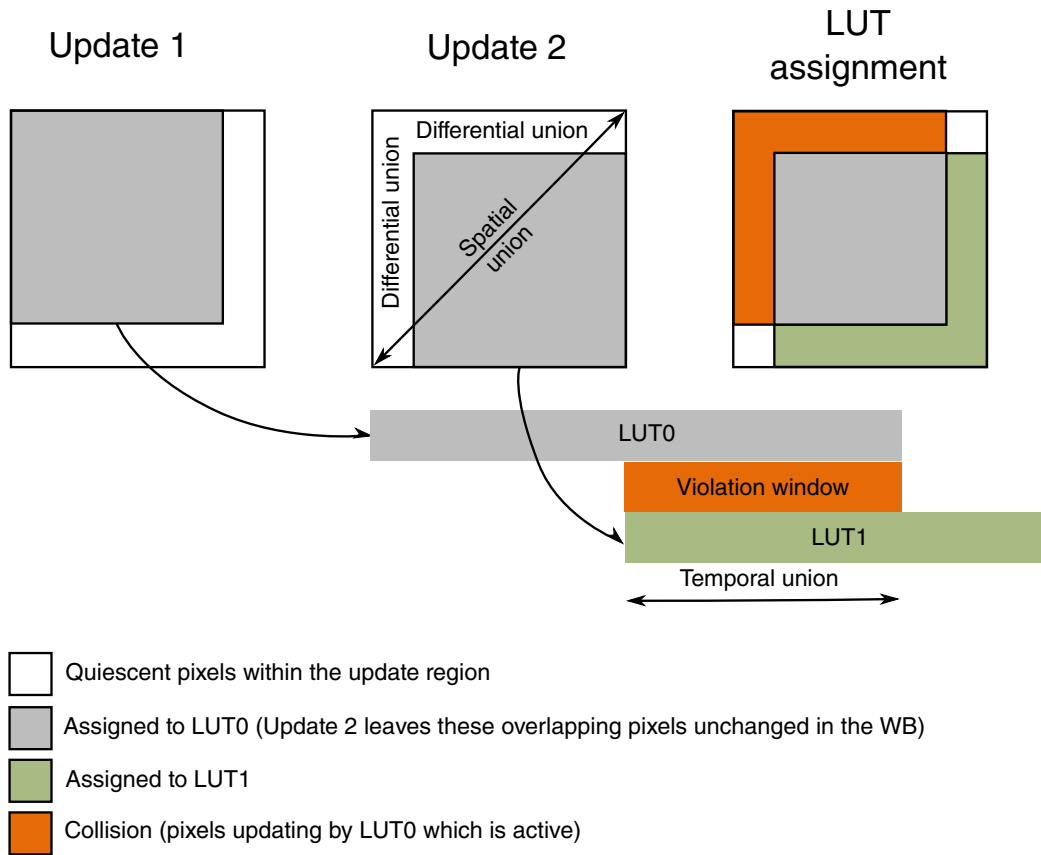 Update 1
Update 2
LUT
assignment
Differential union
Differential union
Spatial
union
LUT0
Violation window
LUT1
Temporal union
Quiescent pixels within the update region
Assigned to LUT0 (Update 2 leaves these overlapping pixels unchanged in the WB)
Assigned to LUT1
Collision (pixels updating by LUT0 which is active)